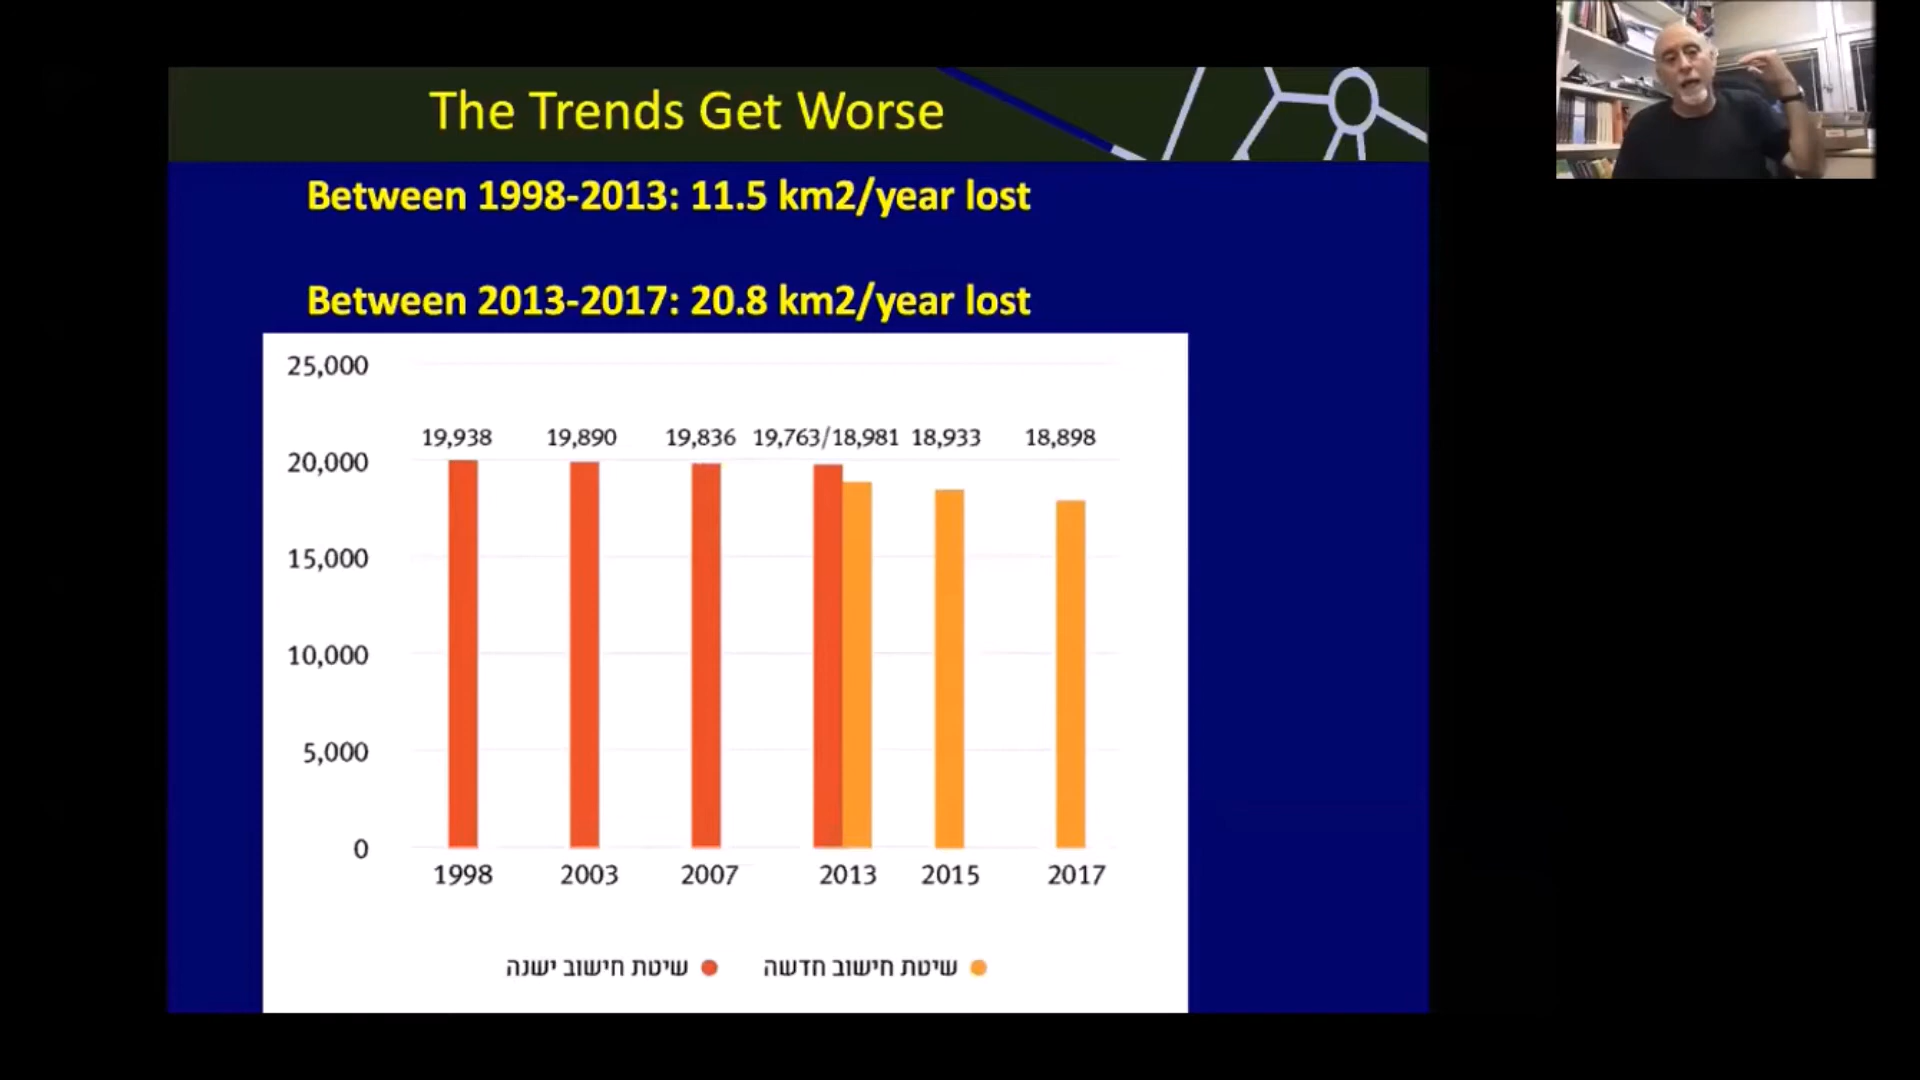 The Trends Get Worse
Between 1998-2013: 11.5 km2/year lost
Between 2013-2017: 20.8 km2/year lost
25,000
19,938 19,890 19,836 19,763/18,981 18,933 18,898
20,000
15,000
10,000
5,000
0
1998 2003 2007 2013 2015 2017
שיטת חישוב ישנה
שיטת חישוב חדשה